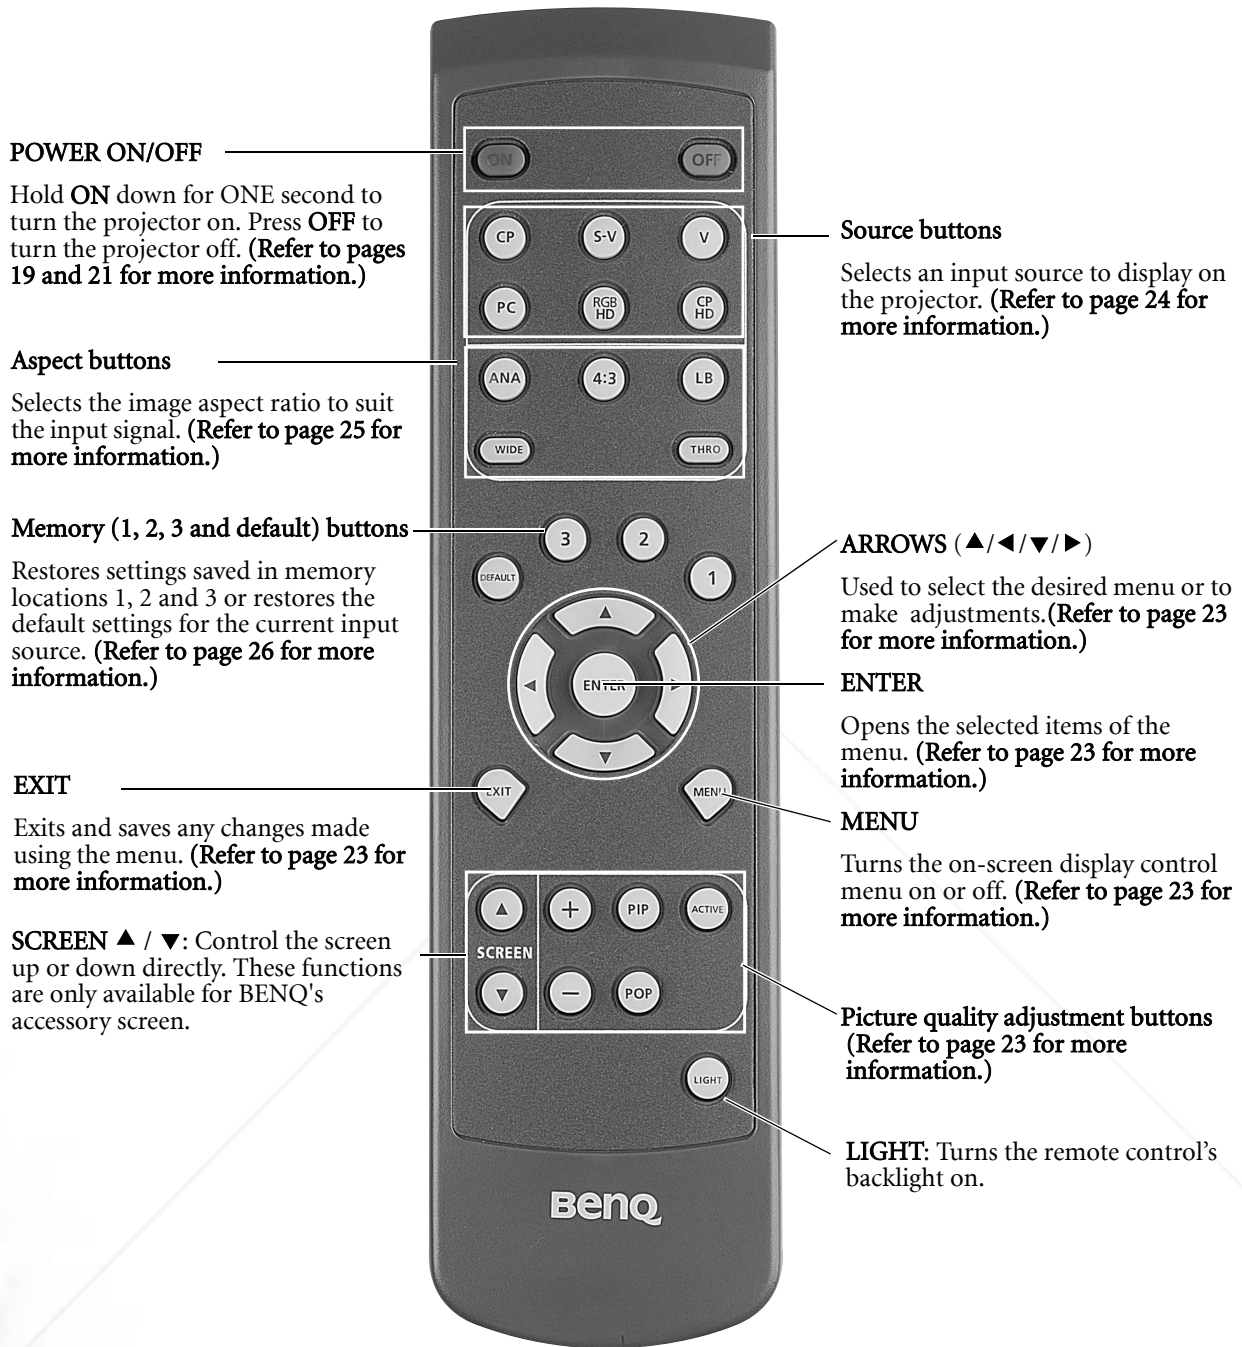 POWER ON/OFF
Hold ON down for ONE second to
turn the projector on. Press OFF to
turn the projector off. (Refer to pages
19 and 21 for more information.)
Aspect buttons
Selects the image aspect ratio to suit
the input signal. (Refer to page 25 for
more information.)
Memory (1, 2, 3 and default) buttons
Restores settings saved in memory
locations 1, 2 and 3 or restores the
default settings for the current input
source. (Refer to page 26 for more
information.)
EXIT
Exits and saves any changes made
using the menu. (Refer to page 23 for
more information.)
SCREEN ▲ / ▼: Control the screen
up or down directly. These functions
are only available for BENQ's
accessory screen.
ON OFF
CP S-V V
PC RGB HD CP HD
ANA 4:3 LB
WIDE THRO
3 2
DEFAULT 1
▲
◀ ENTER ▶
▼
EXIT MENU
▲ + PIP ACTIVE
SCREEN
▼ − POP
LIGHT
BenQ
Source buttons
Selects an input source to display on
the projector. (Refer to page 24 for
more information.)
ARROWS (▲/◀/▼/▶)
Used to select the desired menu or to
make adjustments.(Refer to page 23
for more information.)
ENTER
Opens the selected items of the
menu. (Refer to page 23 for more
information.)
MENU
Turns the on-screen display control
menu on or off. (Refer to page 23 for
more information.)
Picture quality adjustment buttons
(Refer to page 23 for more
information.)
LIGHT: Turns the remote control's
backlight on.